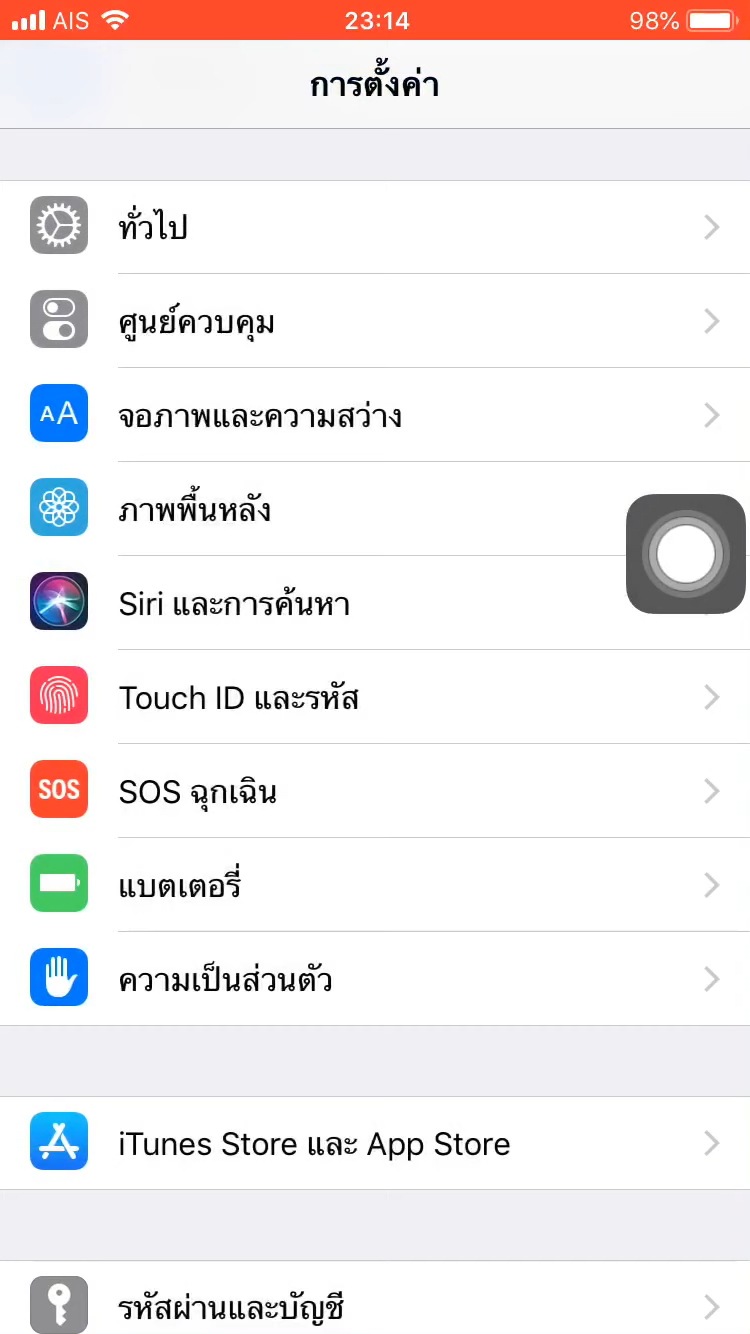 AIS 23:14 98%
การตั้งค่า
ทั่วไป
ศูนย์ควบคุม
AA จอภาพและความสว่าง
ภาพพื้นหลัง
Siri และการค้นหา
Touch ID และรหัส
SOS SOS ฉุกเฉิน
แบตเตอรี่
ความเป็นส่วนตัว
iTunes Store และ App Store
รหัสผ่านและบัญชี